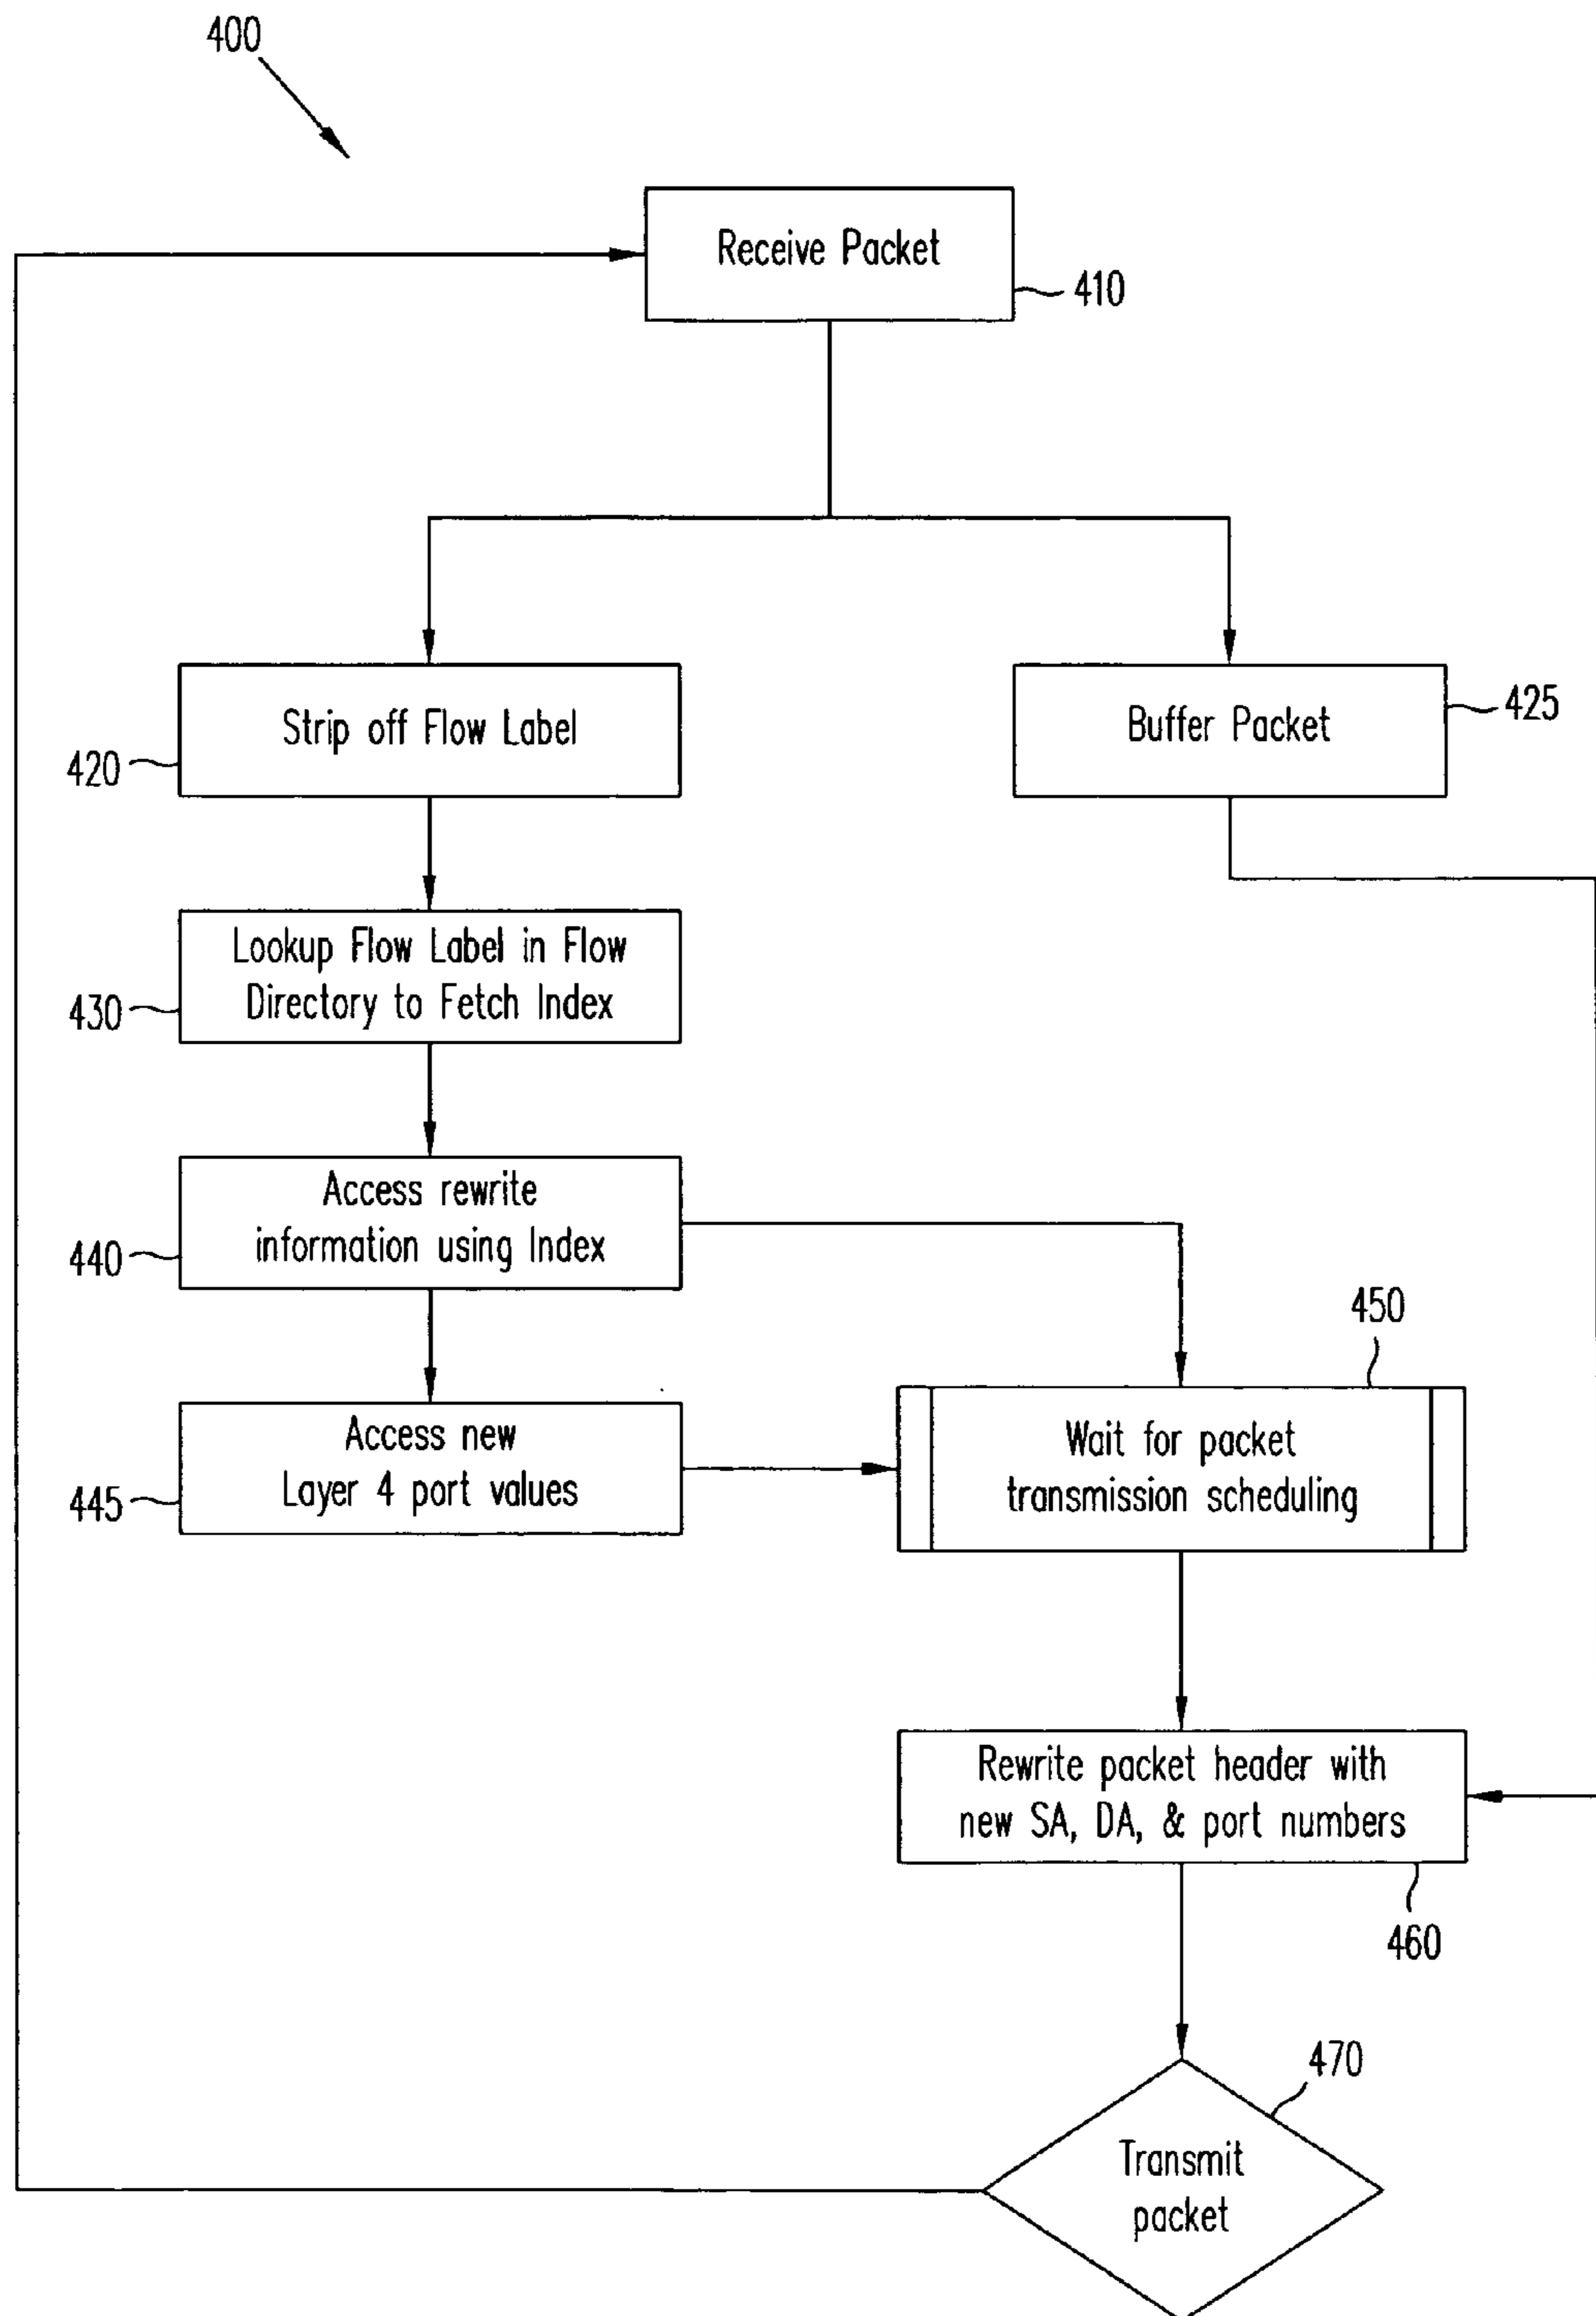 400
Receive Packet
410
Strip off Flow Label
420
Buffer Packet
425
Lookup Flow Label in Flow
Directory to Fetch Index
430
Access rewrite
information using Index
440
450
Access new
Layer 4 port values
445
Wait for packet
transmission scheduling
Rewrite packet header with
new SA, DA, & port numbers
460
470
Transmit
packet